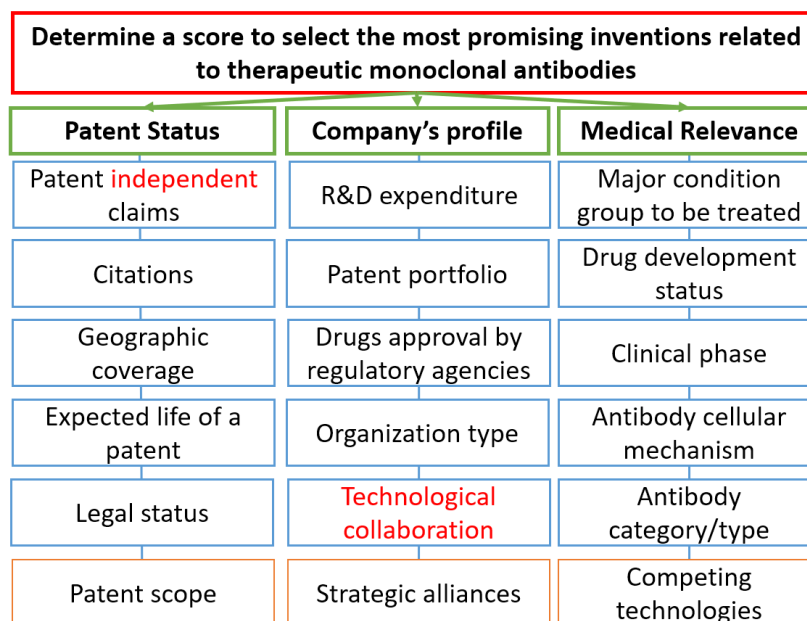 Determine a score to select the most promising inventions related
to therapeutic monoclonal antibodies
Patent Status
Company’s profile
Medical Relevance
Patent independent
claims
R&D expenditure
Major condition
group to be treated
Citations
Patent portfolio
Drug development
status
Geographic
coverage
Drugs approval by
regulatory agencies
Clinical phase
Expected life of a
patent
Organization type
Antibody cellular
mechanism
Legal status
Technological
collaboration
Antibody
category/type
Patent scope
Strategic alliances
Competing
technologies